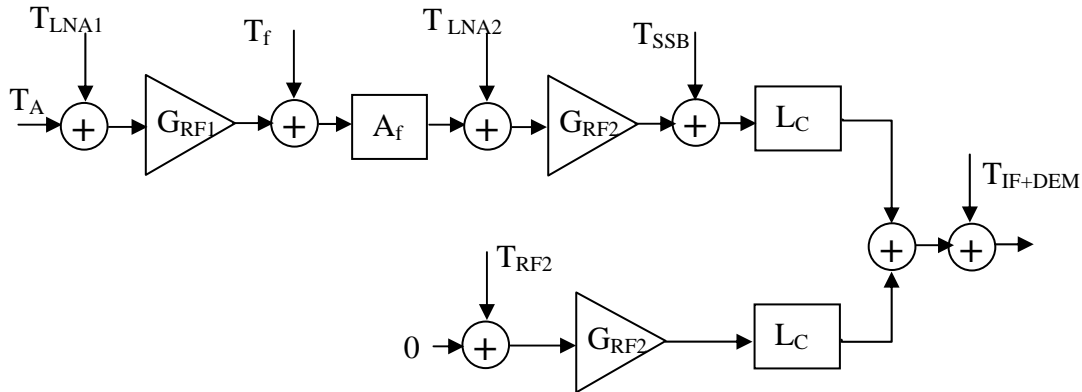 T_LNA1
T_f
T_LNA2
T_SSB
T_A
+
G_RF1
+
A_f
+
G_RF2
+
L_C
T_IF+DEM
+
+
T_RF2
0
+
G_RF2
L_C